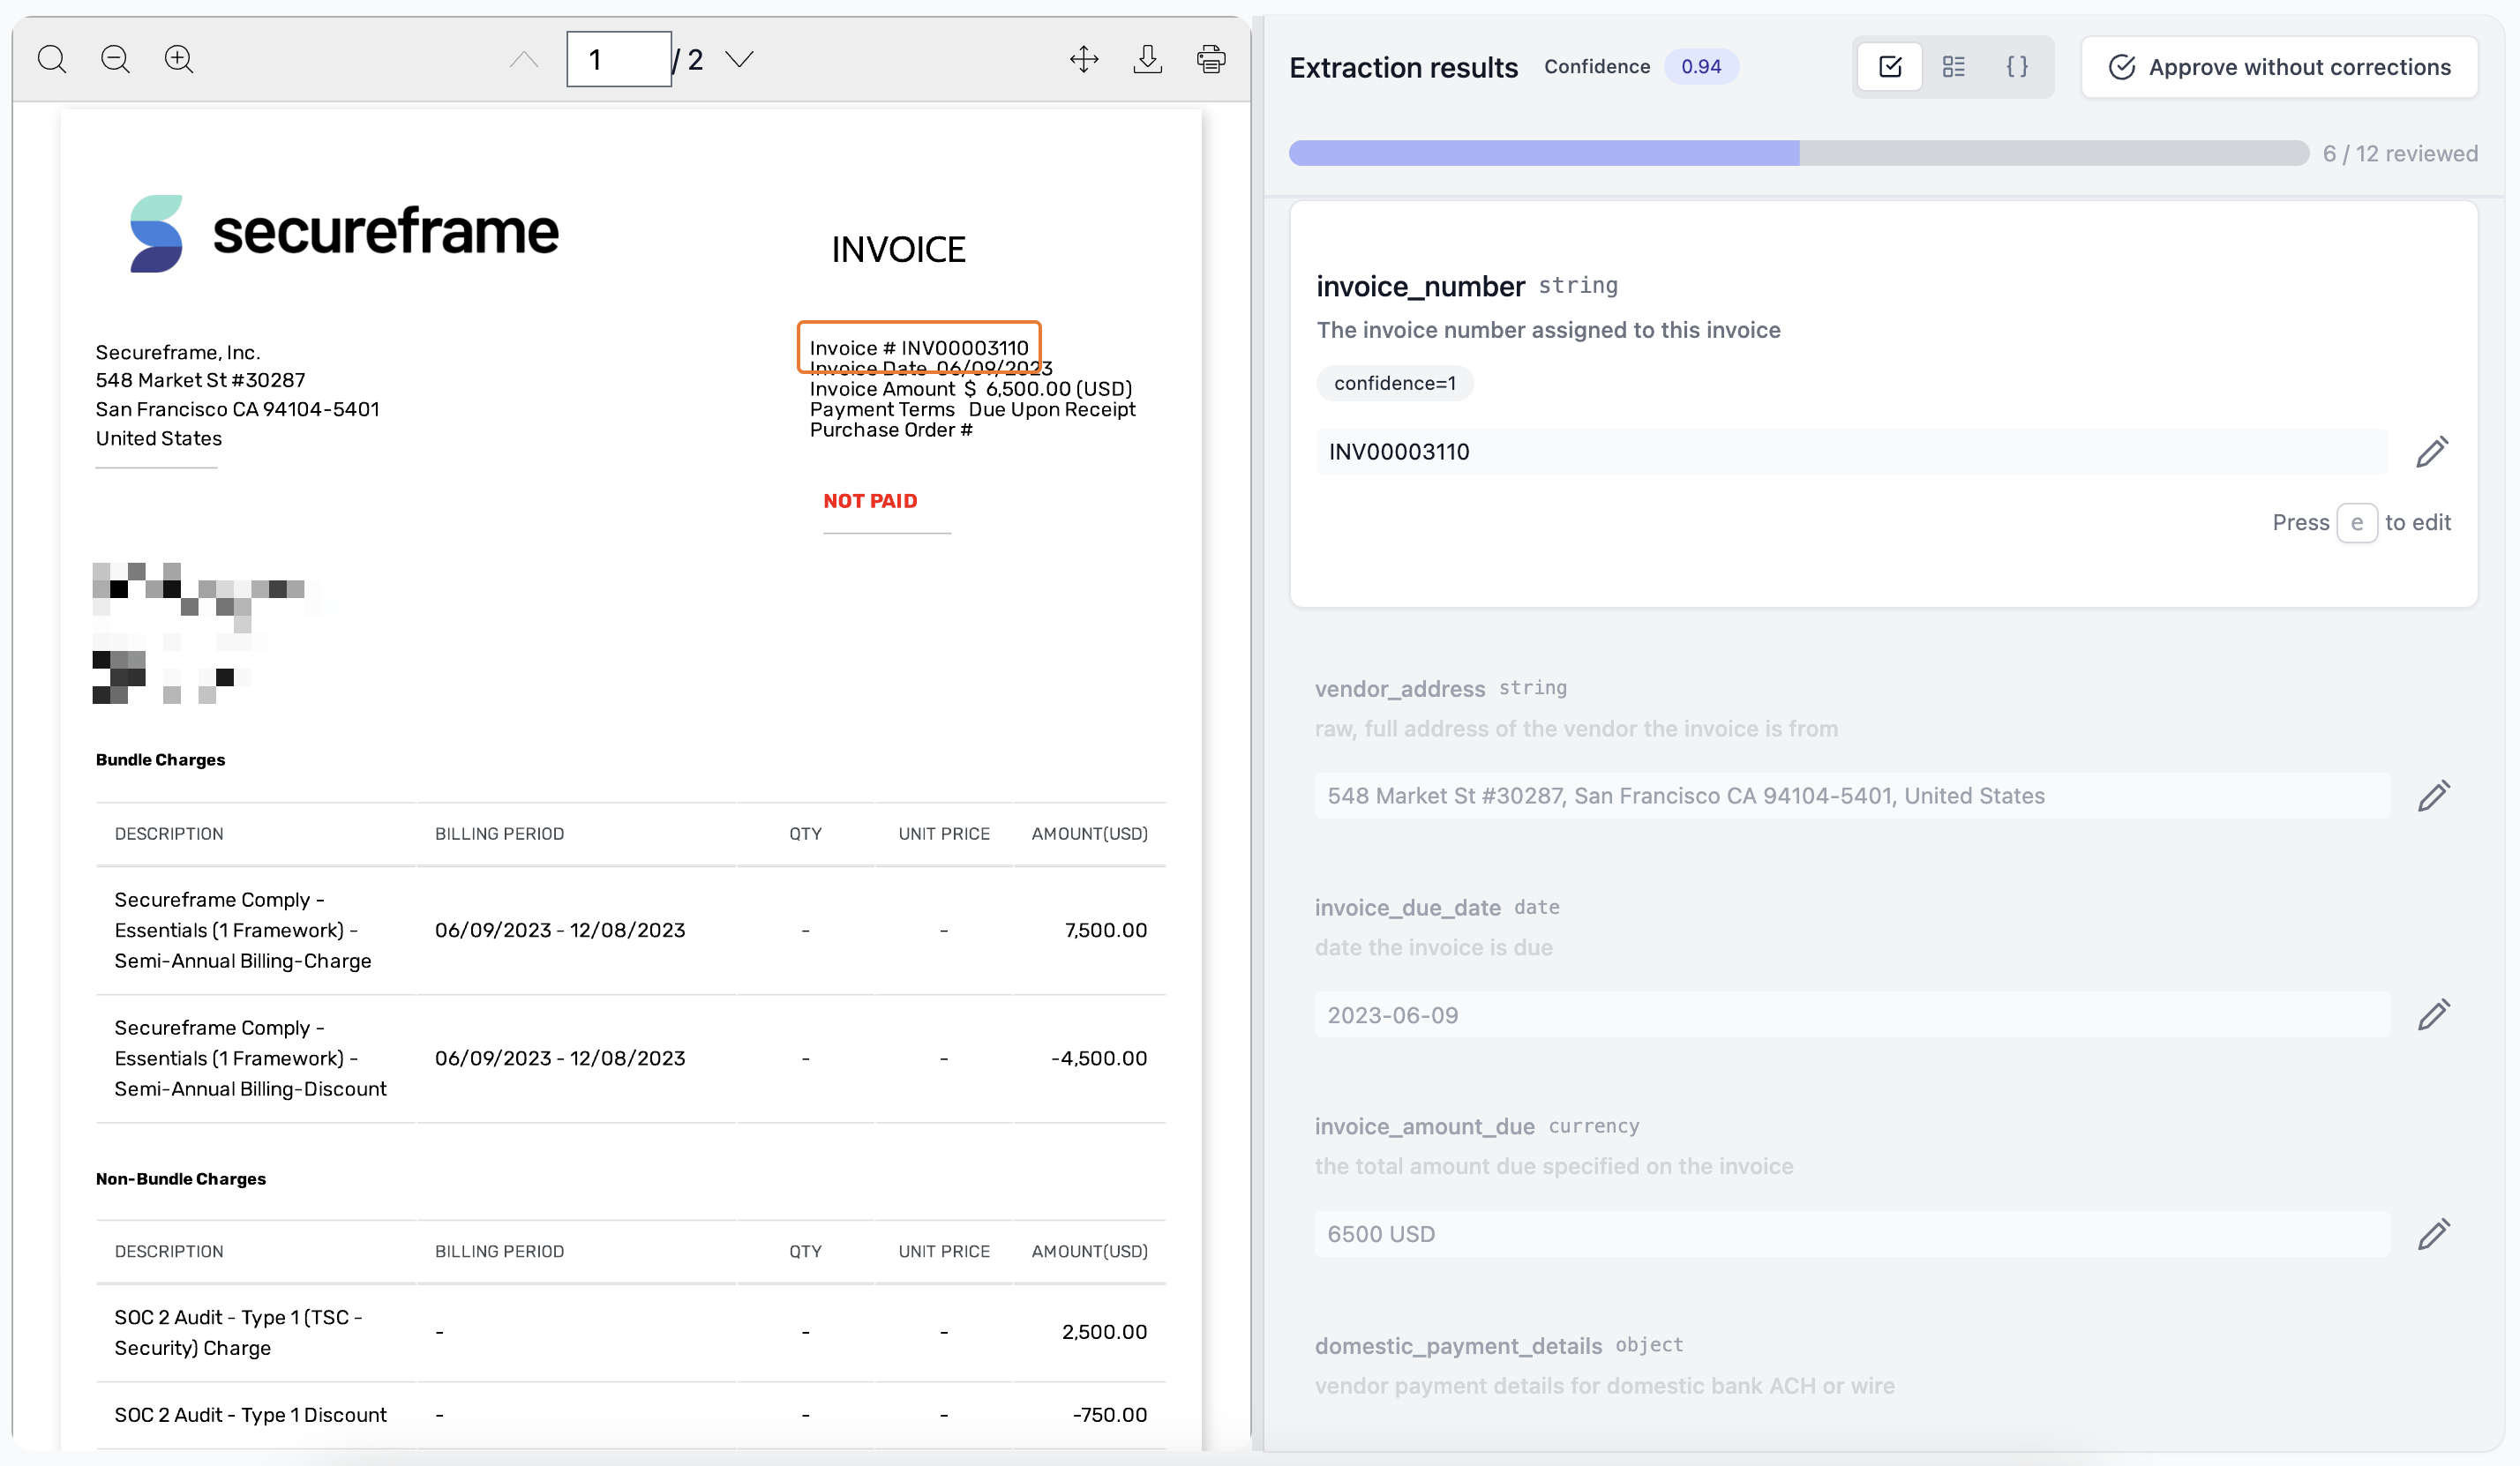 1 / 2
secureframe
INVOICE
Secureframe, Inc.
548 Market St #30287
San Francisco CA 94104-5401
United States
Invoice # INV00003110
Invoice Date 06/09/2023
Invoice Amount $ 6,500.00 (USD)
Payment Terms Due Upon Receipt
Purchase Order #
NOT PAID
Bundle Charges
DESCRIPTION BILLING PERIOD QTY UNIT PRICE AMOUNT(USD)
Secureframe Comply -
Essentials (1 Framework) - 06/09/2023 - 12/08/2023 - - 7,500.00
Semi-Annual Billing-Charge
Secureframe Comply -
Essentials (1 Framework) - 06/09/2023 - 12/08/2023 - - -4,500.00
Semi-Annual Billing-Discount
Non-Bundle Charges
DESCRIPTION BILLING PERIOD QTY UNIT PRICE AMOUNT(USD)
SOC 2 Audit - Type 1 (TSC -
Security) Charge - - - 2,500.00
SOC 2 Audit - Type 1 Discount - - - -750.00
Extraction results Confidence 0.94 { } Approve without corrections
6 / 12 reviewed
invoice_number string
The invoice number assigned to this invoice
confidence=1
INV00003110
Press e to edit
vendor_address string
raw, full address of the vendor the invoice is from
548 Market St #30287, San Francisco CA 94104-5401, United States
invoice_due_date date
date the invoice is due
2023-06-09
invoice_amount_due currency
the total amount due specified on the invoice
6500 USD
domestic_payment_details object
vendor payment details for domestic bank ACH or wire